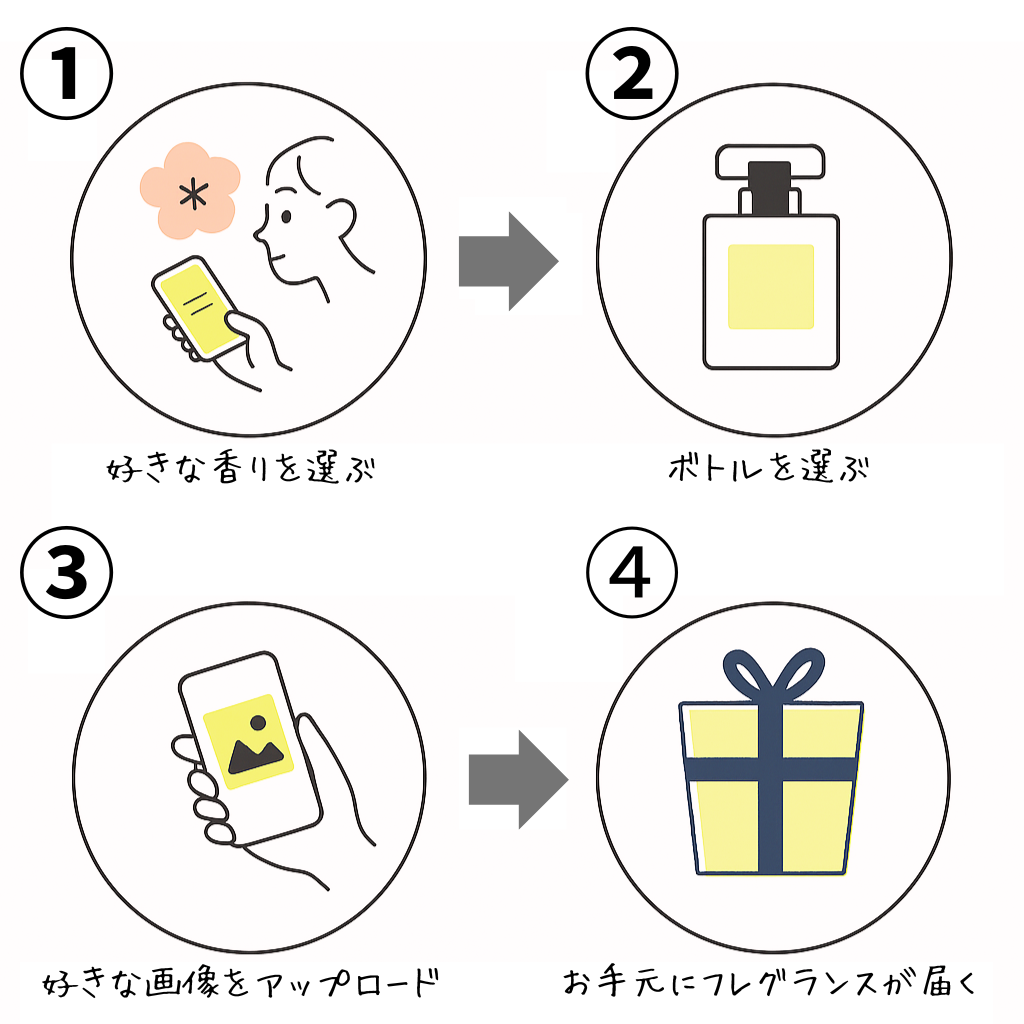 1
2
好きな香りを選ぶ
ボトルを選ぶ
3
4
好きな画像をアップロード
お手元にフレグランスが届く